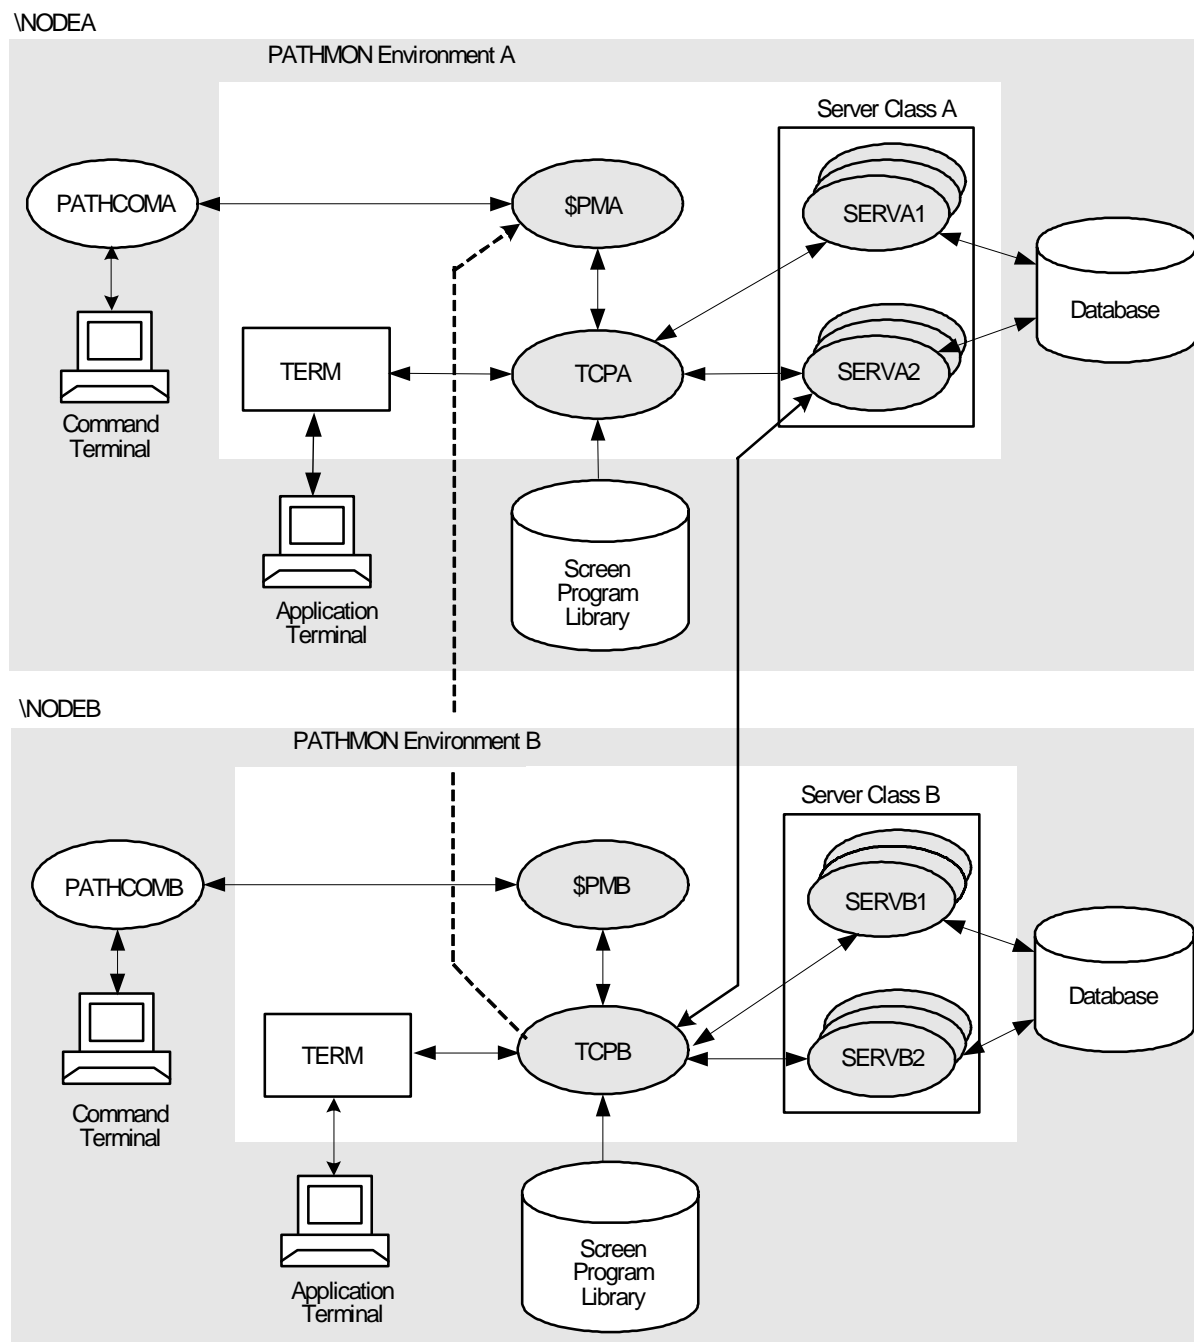 \NODEA
PATHMON Environment A
Server Class A
PATHCOMA
$PMA
SERVA1
Database
TERM
TCPA
SERVA2
Command
Terminal
Screen
Program
Library
Application
Terminal
\NODEB
PATHMON Environment B
Server Class B
PATHCOMB
$PMB
SERVB1
Database
TERM
TCPB
SERVB2
Command
Terminal
Screen
Program
Library
Application
Terminal